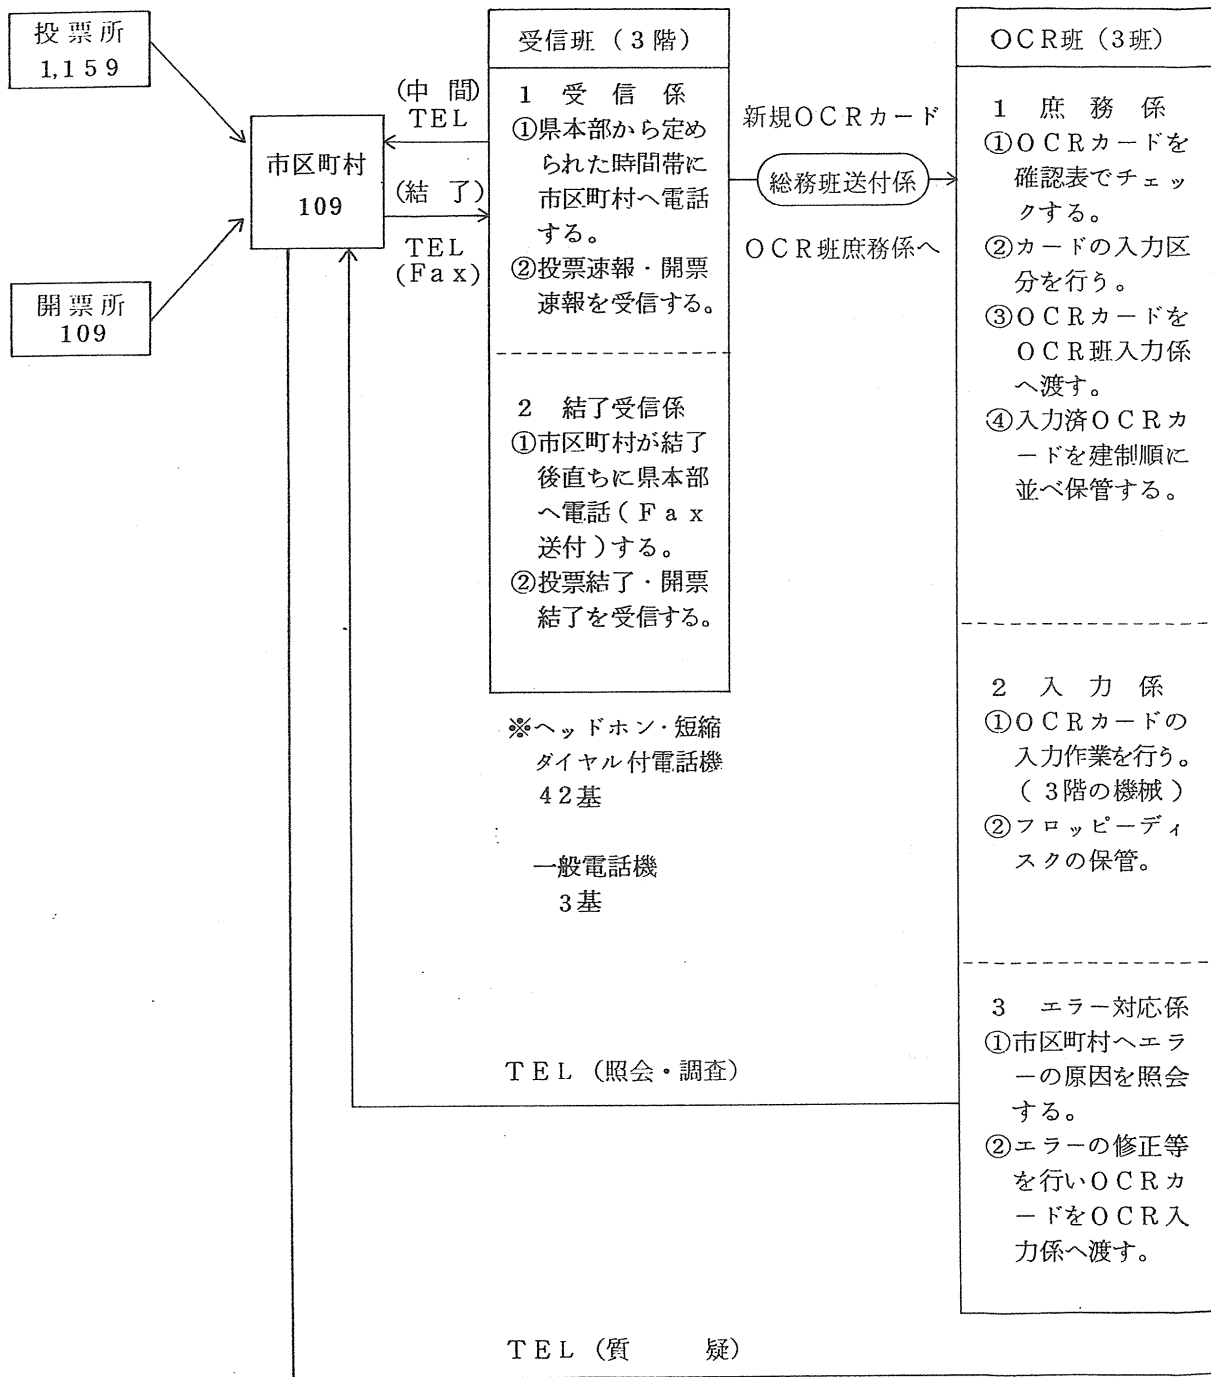 投票所
1,159
開票所
109
市区町村
109
(中間)
TEL
(結了)
TEL
(Fax)
受信班(3階)
1 受信係
①県本部から定め
られた時間帯に
市区町村へ電話
する。
②投票速報・開票
速報を受信する。
2 結了受信係
①市区町村が結了
後直ちに県本部
へ電話(Fax
送付)する。
②投票結了・開票
結了を受信する。
※ヘッドホン・短縮
ダイヤル付電話機
42基
一般電話機
3基
新規OCRカード
総務班送付係
OCR班庶務係へ
OCR班(3班)
1 庶務係
①OCRカードを
確認表でチェッ
クする。
②カードの入力区
分を行う。
③OCRカードを
OCR班入力係
へ渡す。
④入力済OCRカ
ードを建制順に
並べ保管する。
2 入力係
①OCRカードの
入力作業を行う。
(3階の機械)
②フロッピーディ
スクの保管。
3 エラー対応係
①市区町村へエラ
ーの原因を照会
する。
②エラーの修正等
を行いOCRカ
ードをOCR入
力係へ渡す。
TEL(照会・調査)
TEL(質 疑)